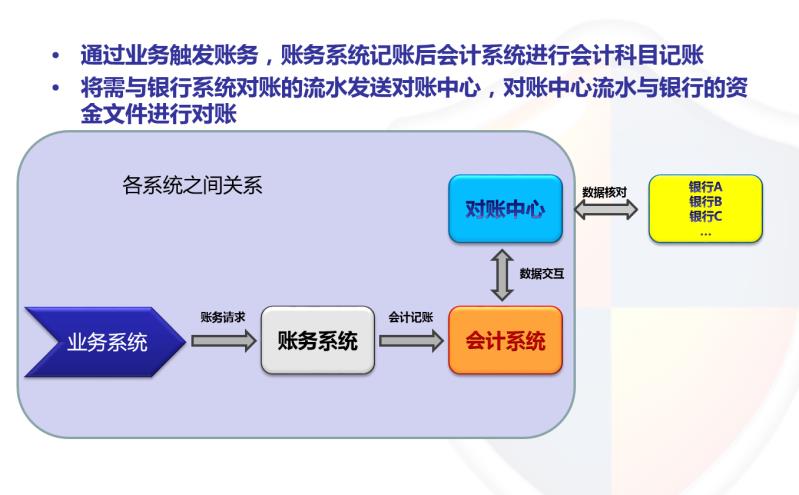 • 通过业务触发账务，账务系统记账后会计系统进行会计科目记账
• 将需与银行系统对账的流水发送对账中心，对账中心流水与银行的资
金文件进行对账
各系统之间关系
对账中心
数据核对
银行A
银行B
银行C
...
数据交互
业务系统
账务请求
账务系统
会计记账
会计系统